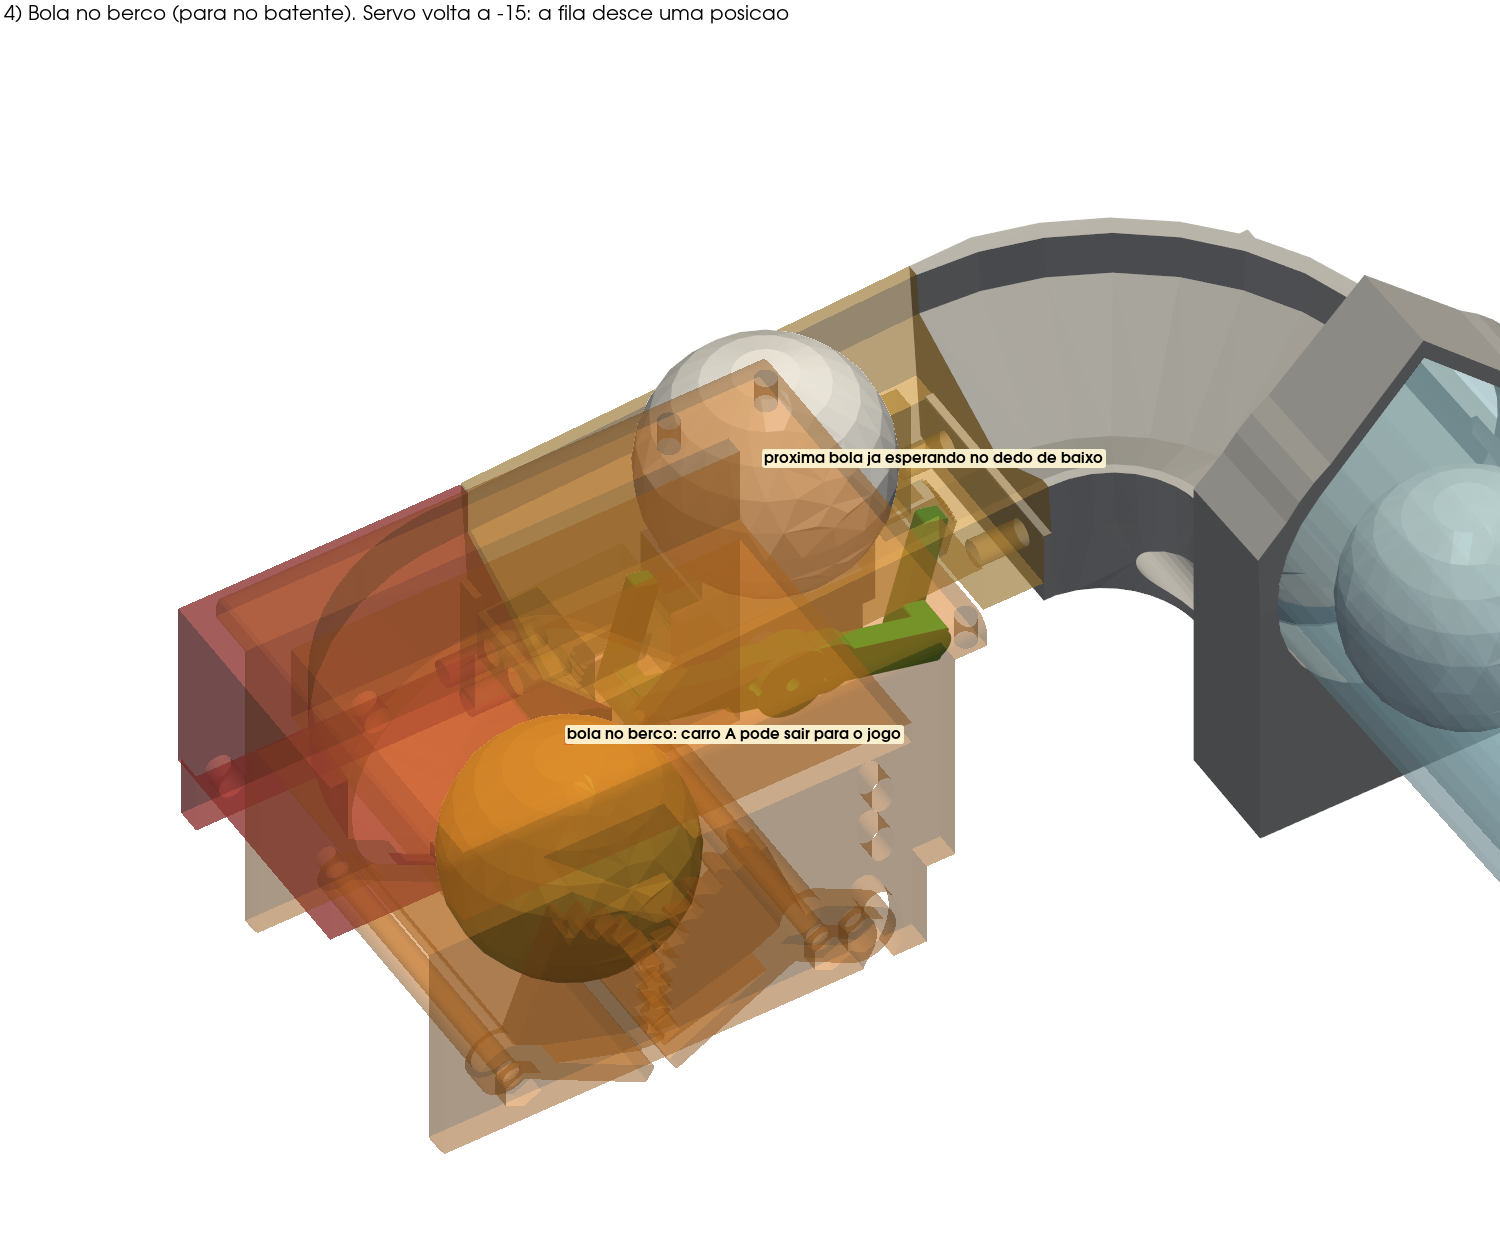 4) Bola no berco (para no batente). Servo volta a -15: a fila desce uma posicao
proxima bola ja esperando no dedo de baixo
bola no berco: carro A pode sair para o jogo